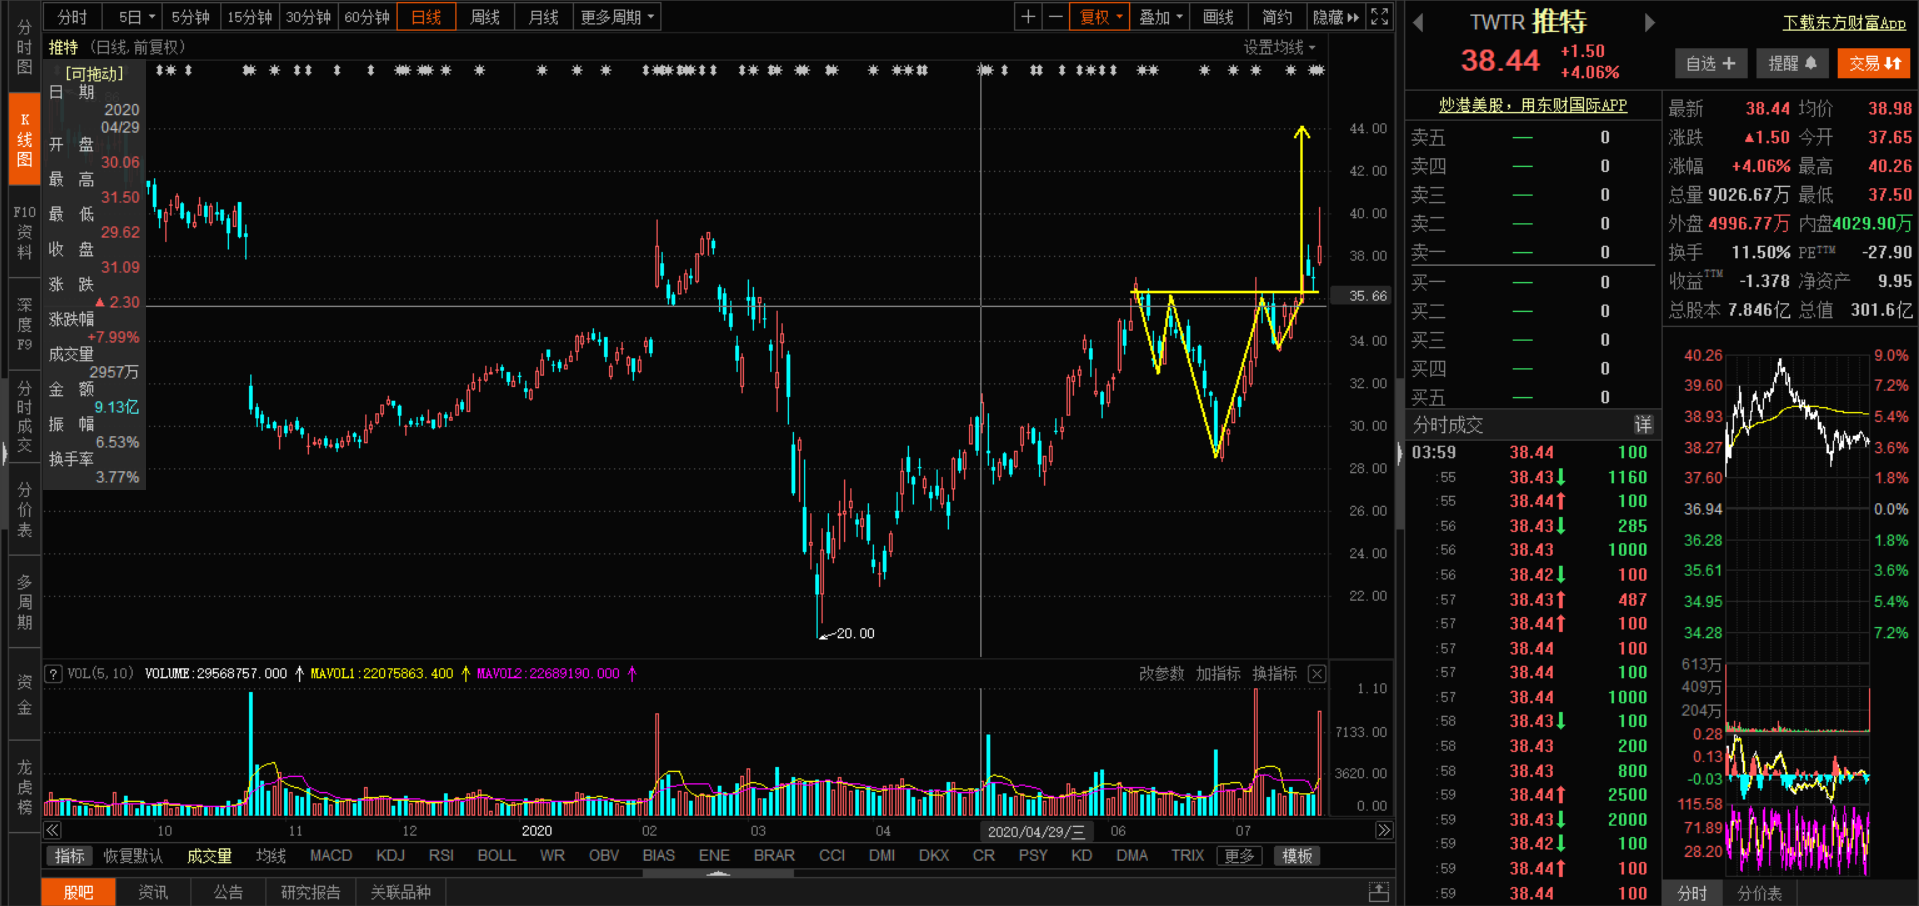 分时 5日 5分钟 15分钟 30分钟 60分钟 日线 周线 月线 更多周期
复权 叠加 画线 简约 隐藏
推特 (日线,前复权)
设置均线
分时图
K线图
F10资料
深度F9
分时成交
分价表
多周期
资金
龙虎榜
[可拖动]
日 期
2020
04/29
开 盘
30.06
最 高
31.50
最 低
29.62
收 盘
31.09
涨 跌
▲2.30
涨跌幅
+7.99%
成交量
2957万
金 额
9.13亿
振 幅
6.53%
换手率
3.77%
44.00
42.00
40.00
38.00
35.66
34.00
32.00
30.00
28.00
26.00
24.00
22.00
20.00
? VOL(5, 10) VOLUME:29568757.000 ↑ MAVOL1:22075863.400 ↑ MAVOL2:22689190.000 ↑
改参数 加指标 换指标
1.10
7133.00
3620.00
0.00
10 11 12 2020 02 03 04 2020/04/29/三 06 07
指标 恢复默认 成交量 均线 MACD KDJ RSI BOLL WR OBV BIAS ENE BRAR CCI DMI DKX CR PSY KD DMA TRIX 更多 模板
股吧 资讯 公告 研究报告 关联品种
TWTR 推特
38.44 +1.50
+4.06%
下载东方财富App
自选 + 提醒 交易
炒港美股，用东财国际APP
卖五 — 0
卖四 — 0
卖三 — 0
卖二 — 0
卖一 — 0
买一 — 0
买二 — 0
买三 — 0
买四 — 0
买五 — 0
最新 38.44 均价 38.98
涨跌 ▲1.50 今开 37.65
涨幅 +4.06% 最高 40.26
总量 9026.67万 最低 37.50
外盘 4996.77万 内盘 4029.90万
换手 11.50% PE TTM -27.90
收益TTM -1.378 净资产 9.95
总股本 7.846亿 总值 301.6亿
分时成交 详
03:59 38.44 100
:55 38.43↓ 1160
:55 38.44↑ 100
:56 38.43↓ 285
:56 38.43 1000
:56 38.42↓ 100
:57 38.43↑ 487
:57 38.44↑ 100
:57 38.44 100
:57 38.44 100
:57 38.44 1000
:58 38.43↓ 100
:58 38.43 200
:58 38.43 800
:59 38.44↑ 2500
:59 38.43↓ 2000
:59 38.42↓ 100
:59 38.44↑ 100
:59 38.44 100
40.26 9.0%
39.60 7.2%
38.93 5.4%
38.27 3.6%
37.60 1.8%
36.94 0.0%
36.28 1.8%
35.61 3.6%
34.95 5.4%
34.28 7.2%
613万
409万
204万
0.28
0.13
-0.03
115.58
71.89
28.20
分时 分价表